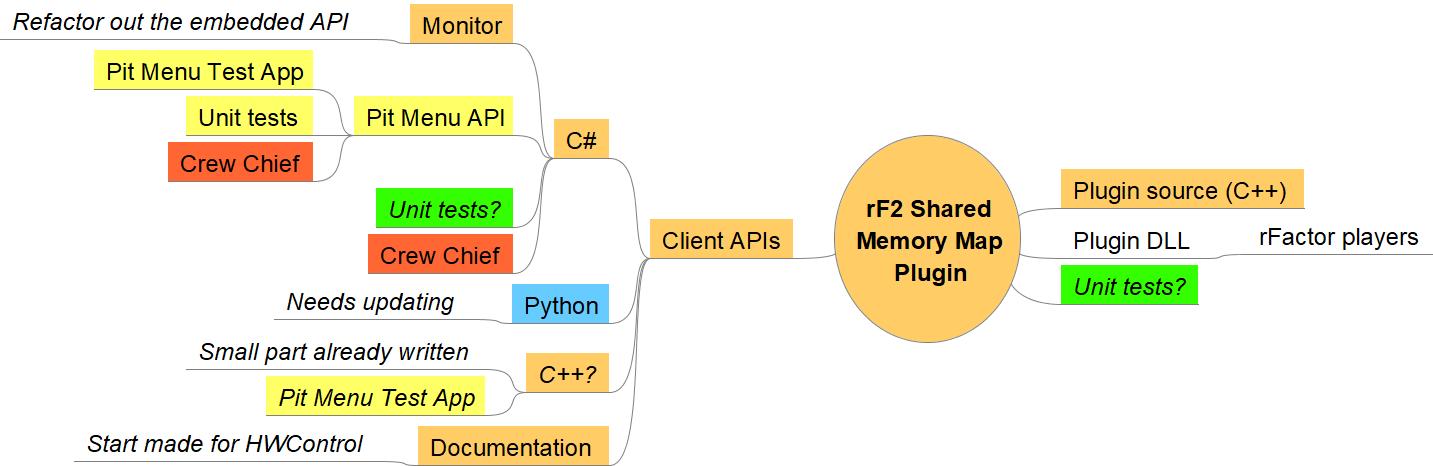 Refactor out the embedded API
Monitor
Pit Menu Test App
Unit tests
Pit Menu API
Crew Chief
C#
Unit tests?
Crew Chief
Client APIs
Needs updating
Python
Small part already written
C++?
Pit Menu Test App
Start made for HWControl
Documentation
rF2 Shared
Memory Map
Plugin
Plugin source (C++)
Plugin DLL
rFactor players
Unit tests?